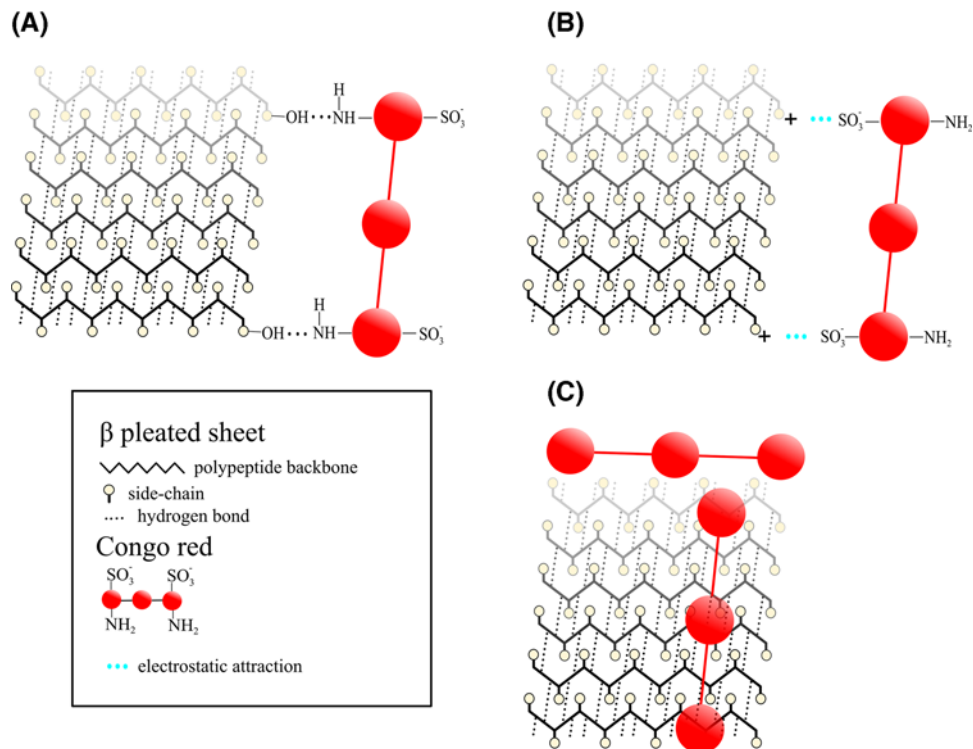 (A)
H
OH···NH
SO₃⁻
H
OH···NH
SO₃⁻
(B)
+ ··· SO₃⁻
NH₂
+ ··· SO₃⁻
NH₂
β pleated sheet
polypeptide backbone
side-chain
hydrogen bond
Congo red
SO₃⁻ SO₃⁻
NH₂ NH₂
electrostatic attraction
(C)